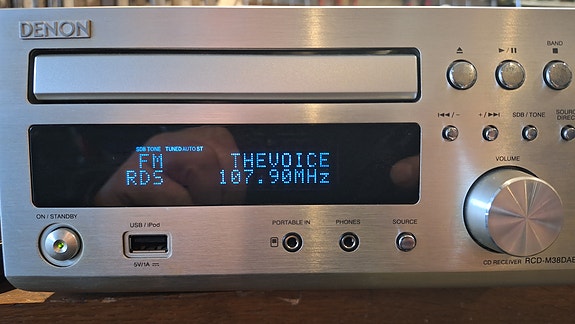 DENON
BAND
SDB / TONE
SOURCE
DIRECT
SDB TONE TUNED AUTO ST
FM THEVOICE
RDS 107.90MHz
VOLUME
ON / STANDBY
USB / iPod
5V/1A
PORTABLE IN
PHONES
SOURCE
CD RECEIVER RCD-M38DAB